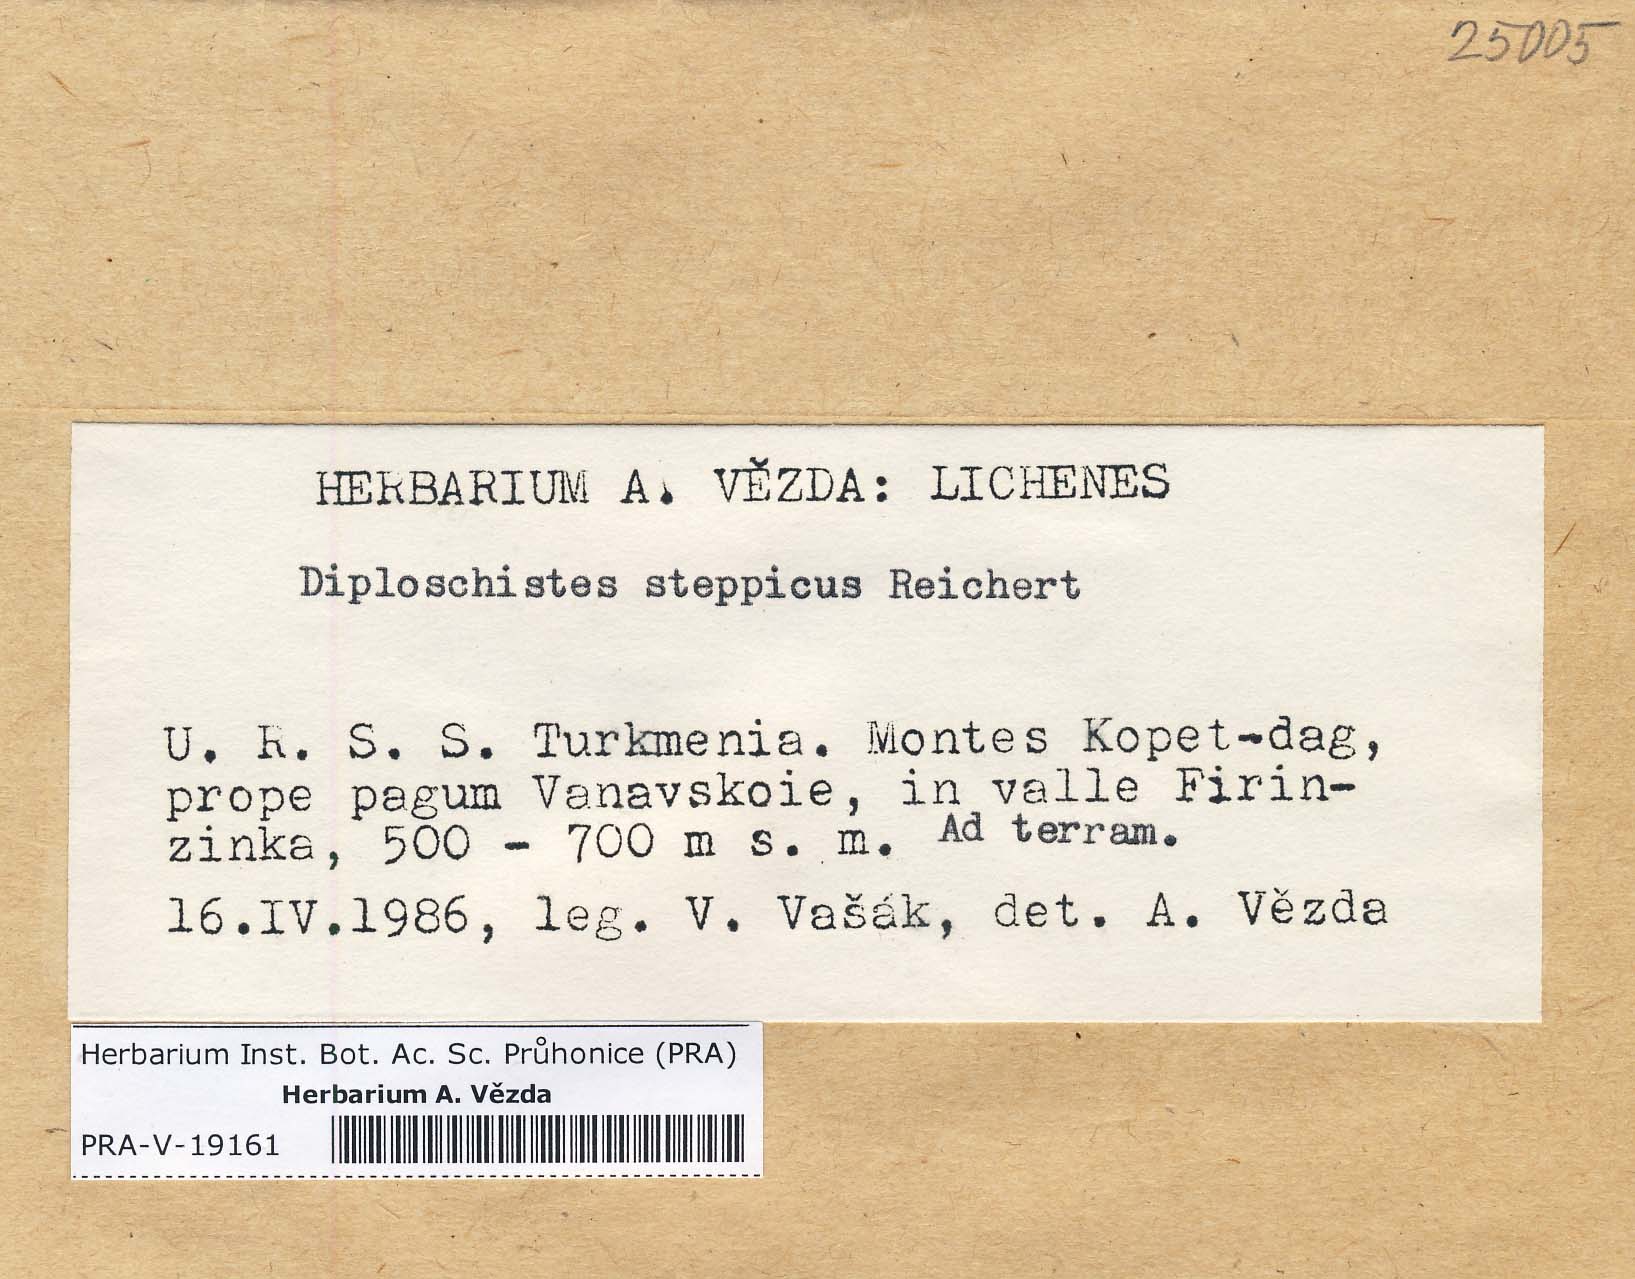 25005
HERBARIUM A. VĚZDA: LICHENES
Diploschistes steppicus Reichert
U. R. S. S. Turkmenia. Montes Kopet-dag,
prope pagum Vanavskoie, in valle Firin-
zinka, 500 - 700 m s. m. Ad terram.
16.IV.1986, leg. V. Vašák, det. A. Vězda
Herbarium Inst. Bot. Ac. Sc. Průhonice (PRA)
Herbarium A. Vězda
PRA-V-19161